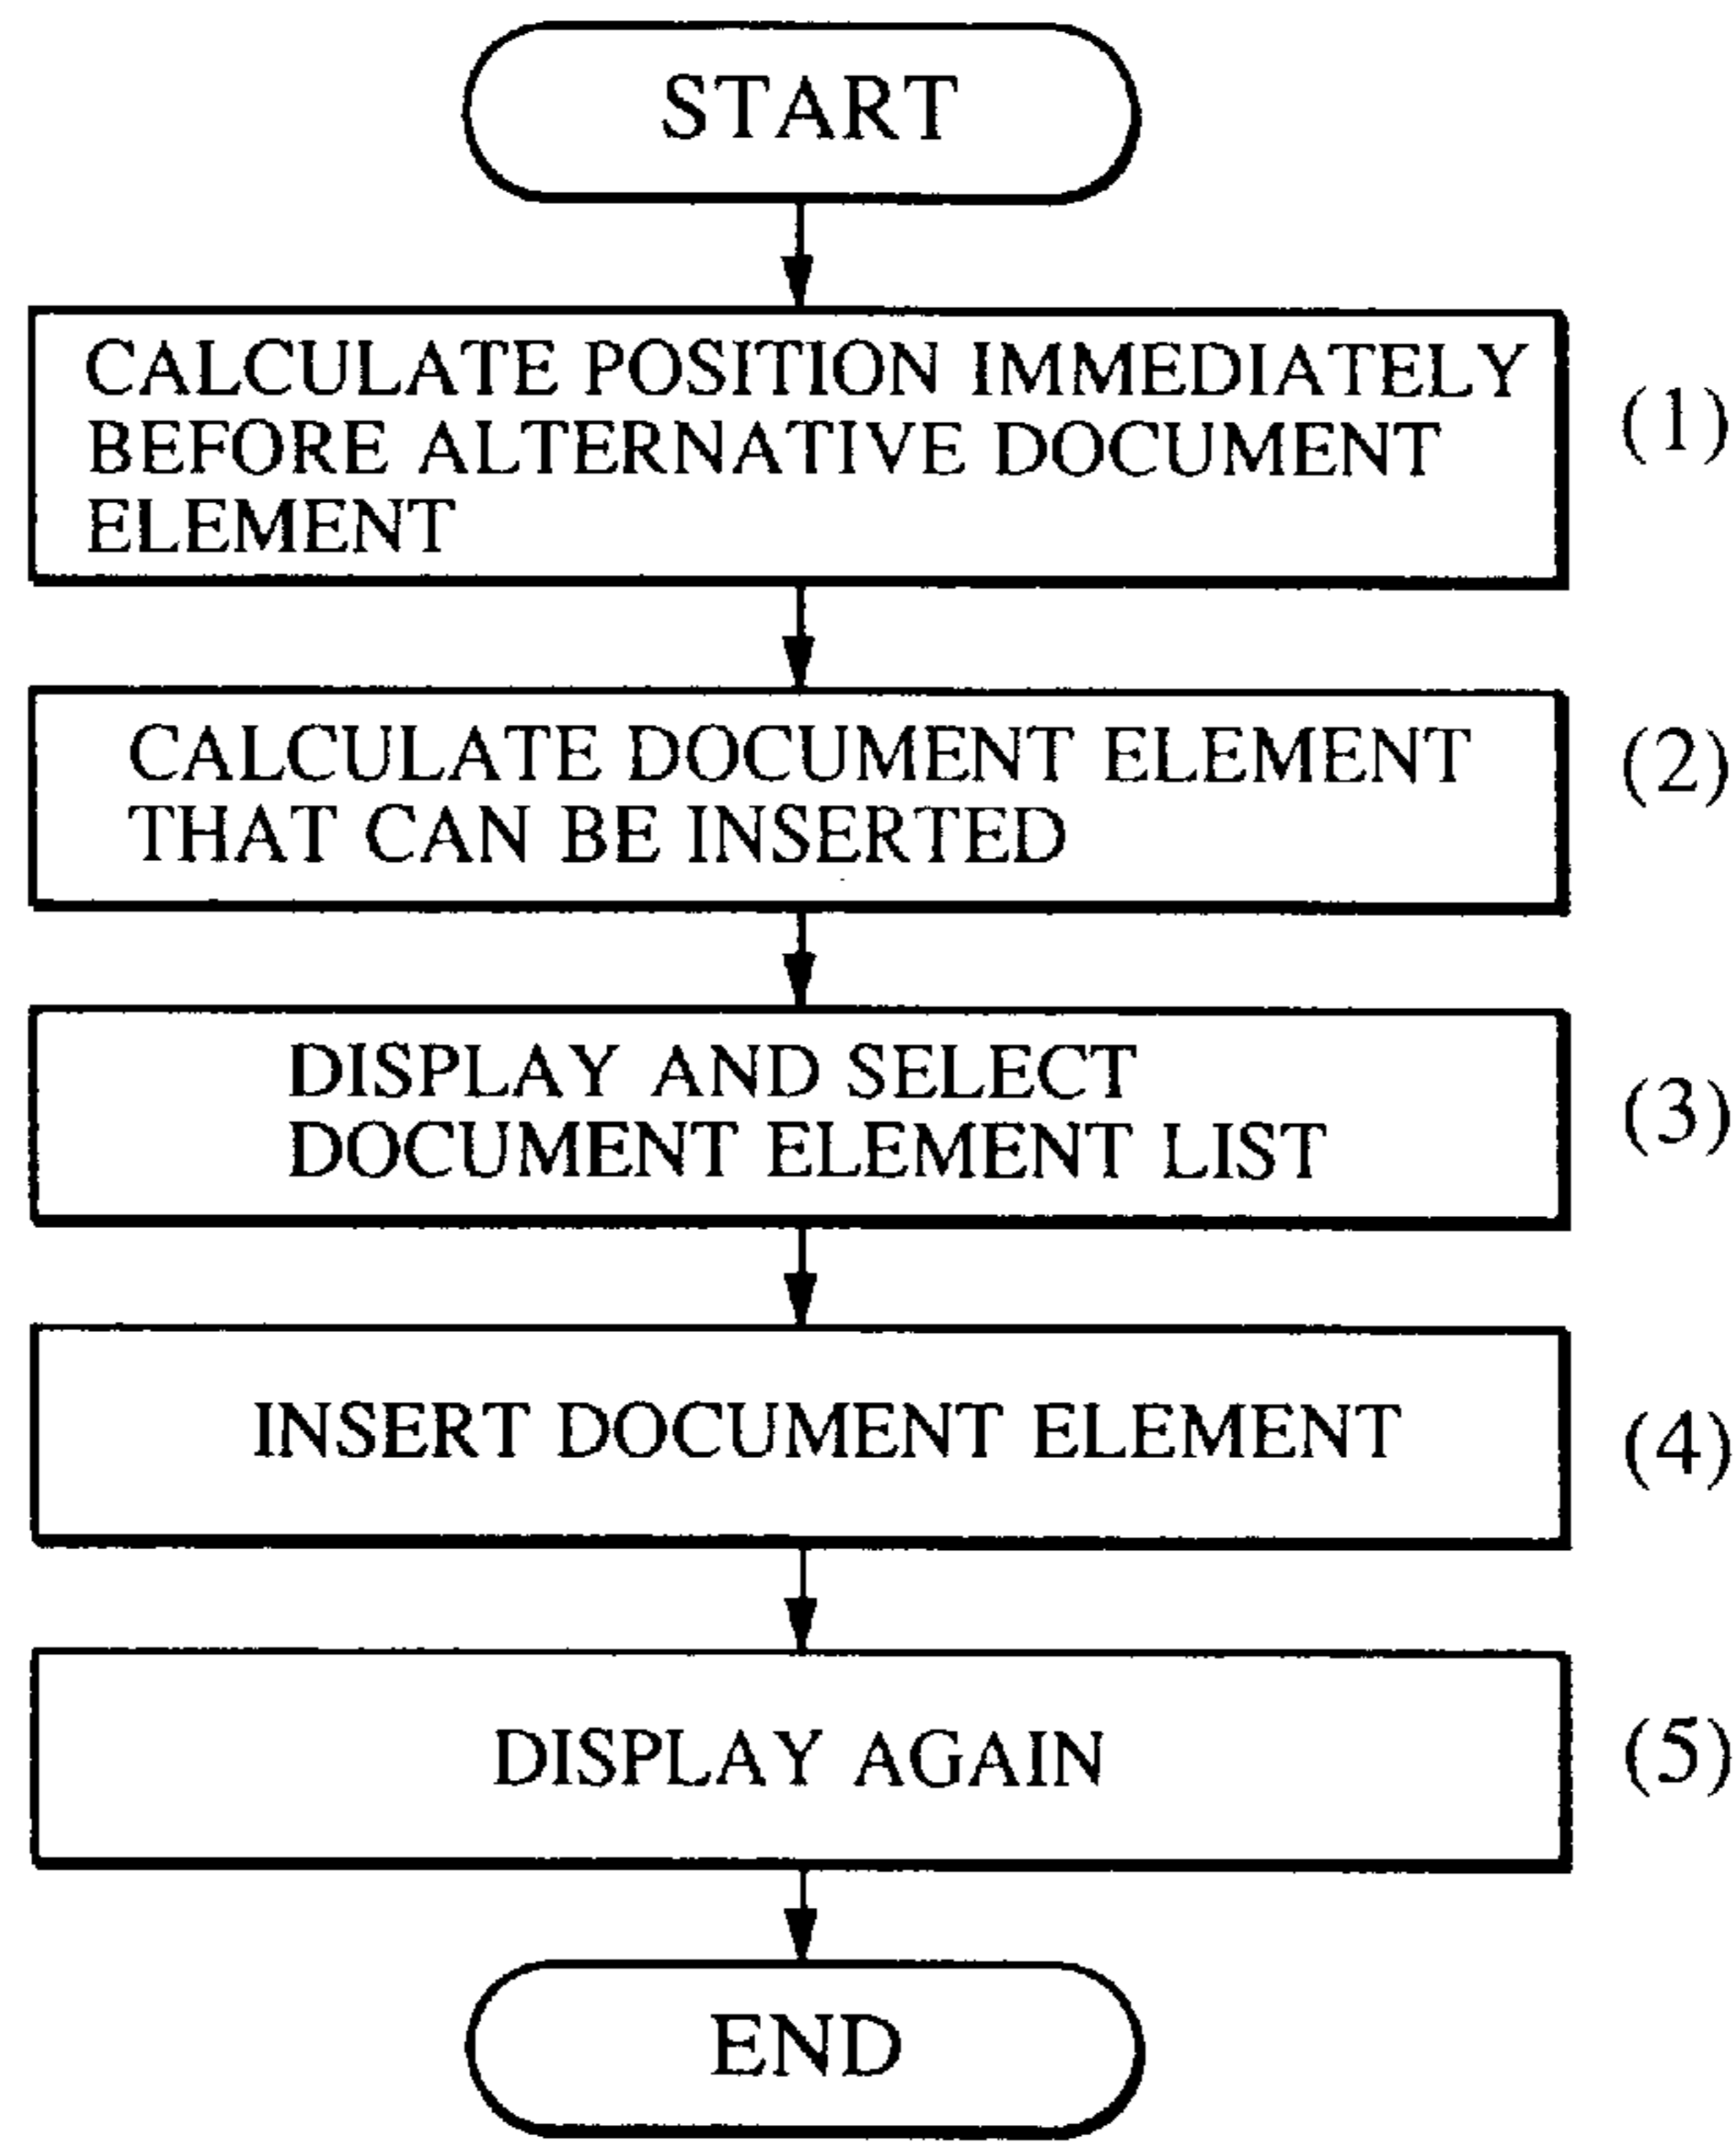 START
CALCULATE POSITION IMMEDIATELY
BEFORE ALTERNATIVE DOCUMENT
ELEMENT
(1)
CALCULATE DOCUMENT ELEMENT
THAT CAN BE INSERTED
(2)
DISPLAY AND SELECT
DOCUMENT ELEMENT LIST
(3)
INSERT DOCUMENT ELEMENT
(4)
DISPLAY AGAIN
(5)
END